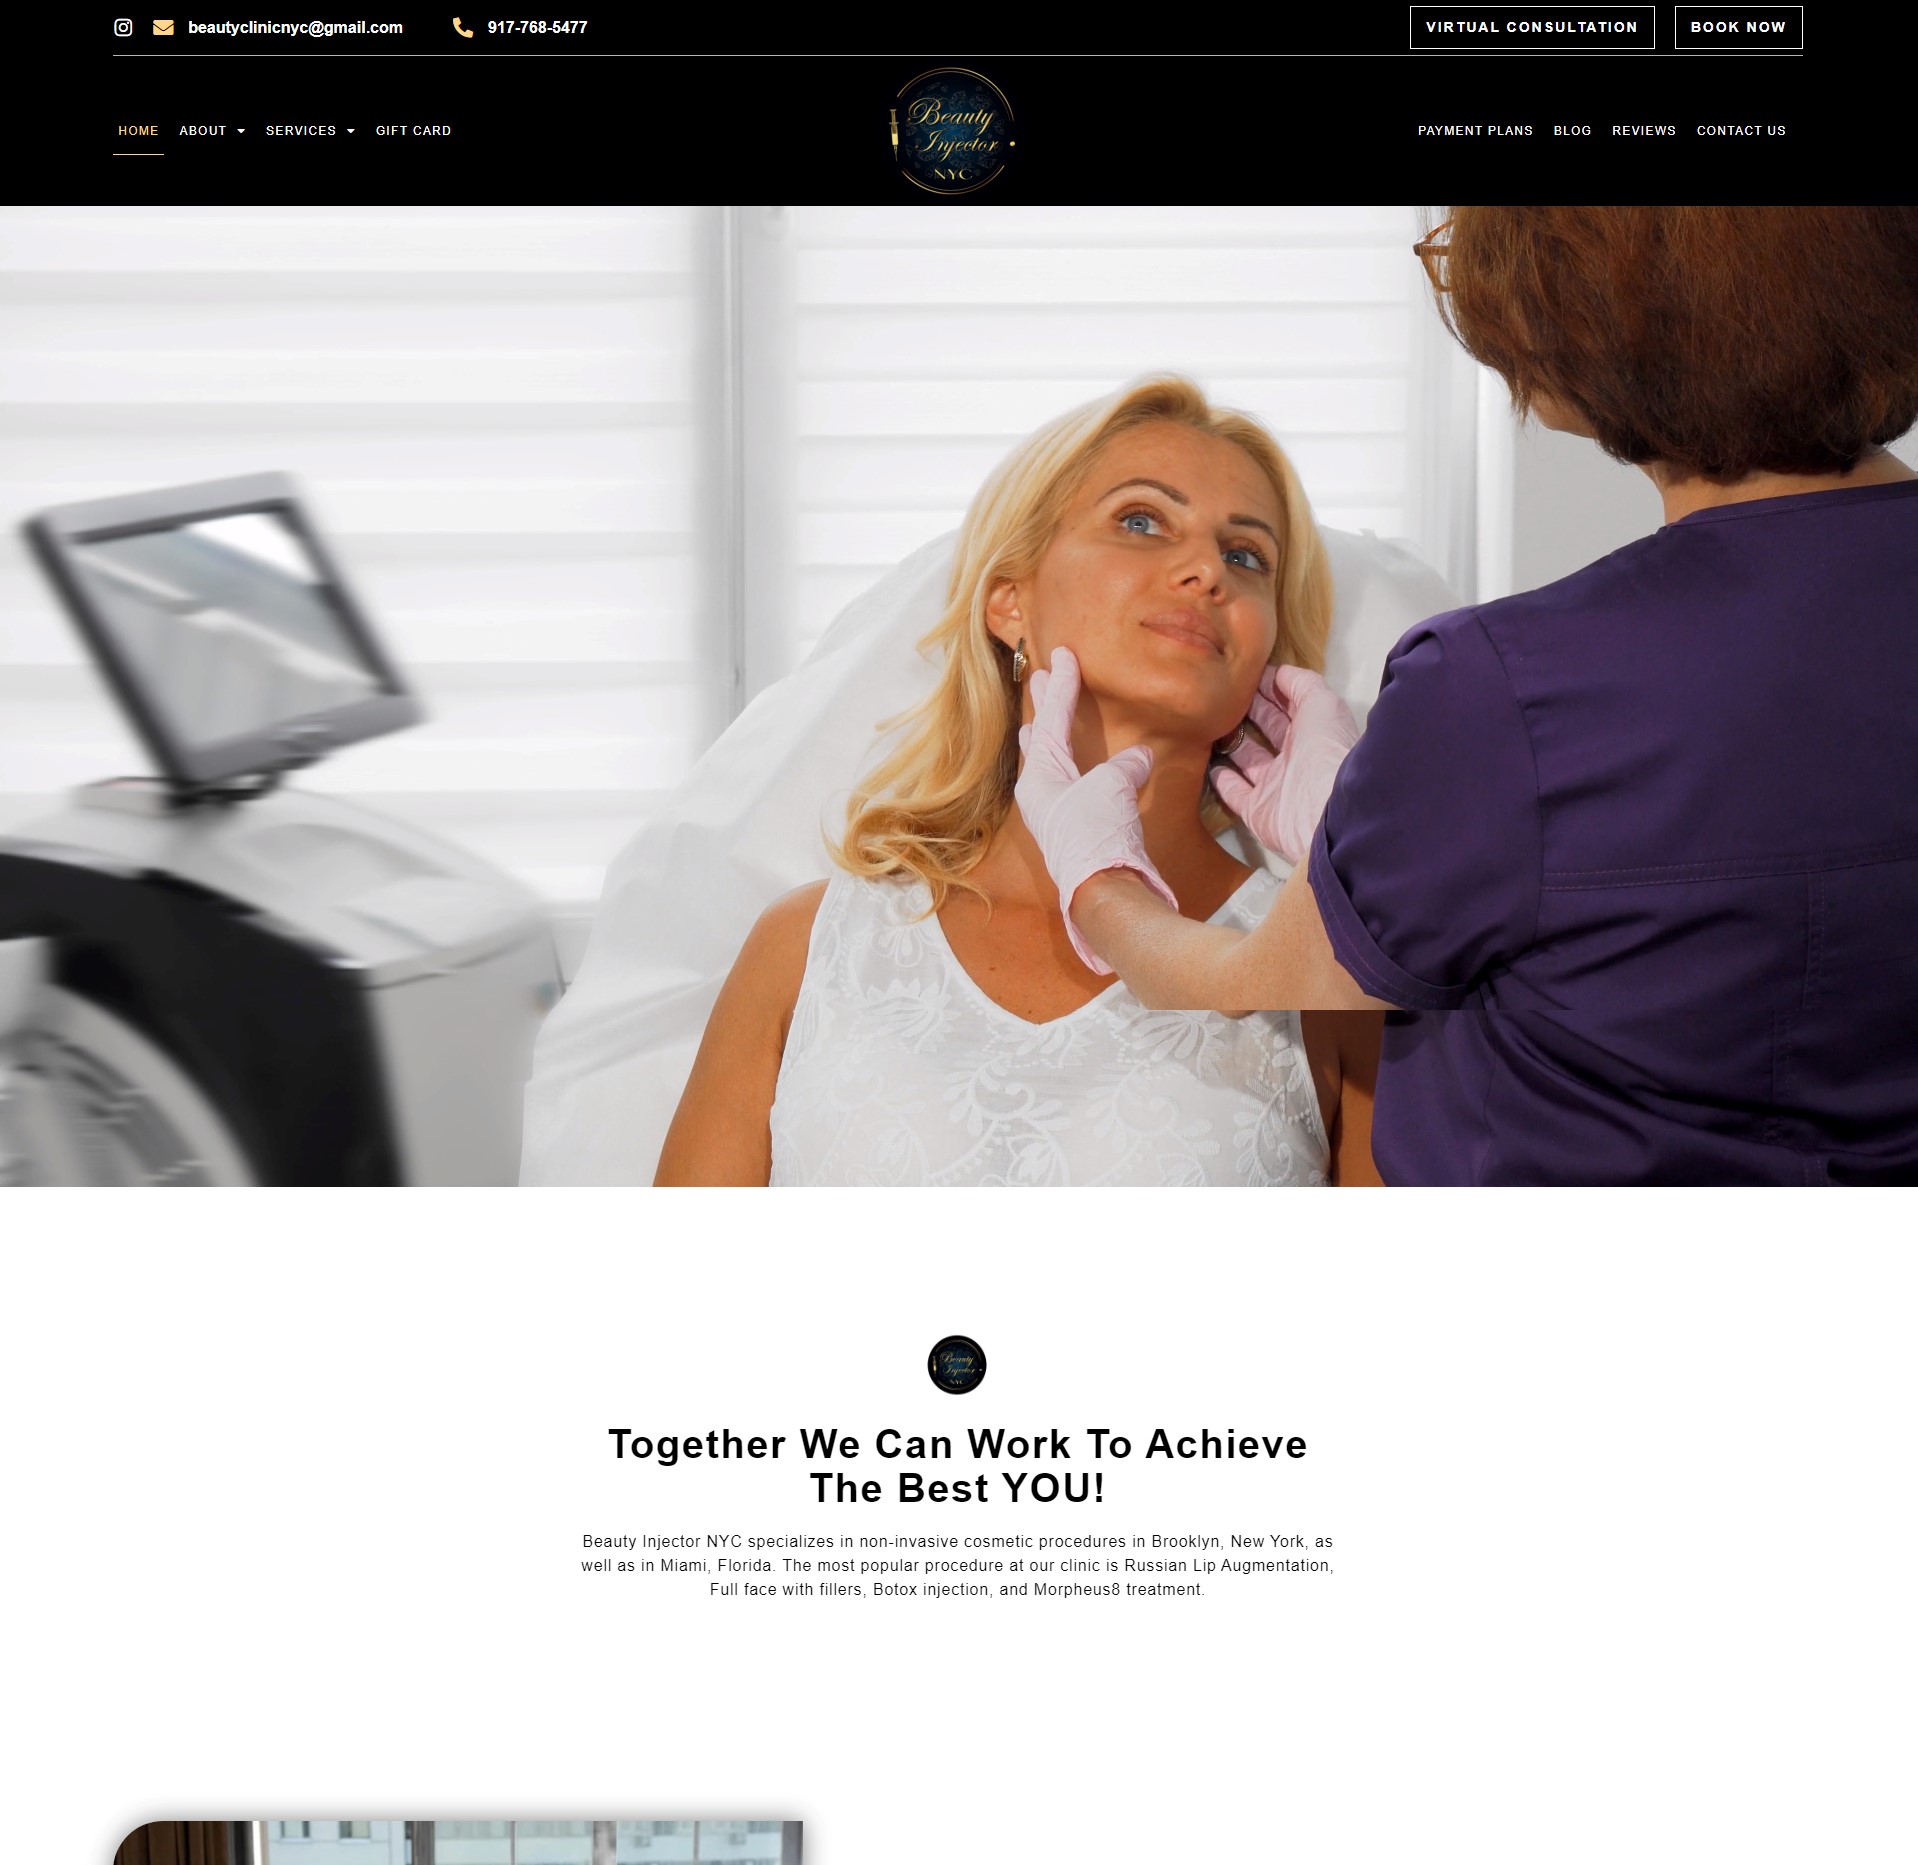 beautyclinicnyc@gmail.com
917-768-5477
VIRTUAL CONSULTATION
BOOK NOW
HOME
ABOUT
SERVICES
GIFT CARD
Beauty
Injector
NYC
PAYMENT PLANS
BLOG
REVIEWS
CONTACT US
Beauty
Injector
NYC
Together We Can Work To Achieve
The Best YOU!
Beauty Injector NYC specializes in non-invasive cosmetic procedures in Brooklyn, New York, as
well as in Miami, Florida. The most popular procedure at our clinic is Russian Lip Augmentation,
Full face with fillers, Botox injection, and Morpheus8 treatment.